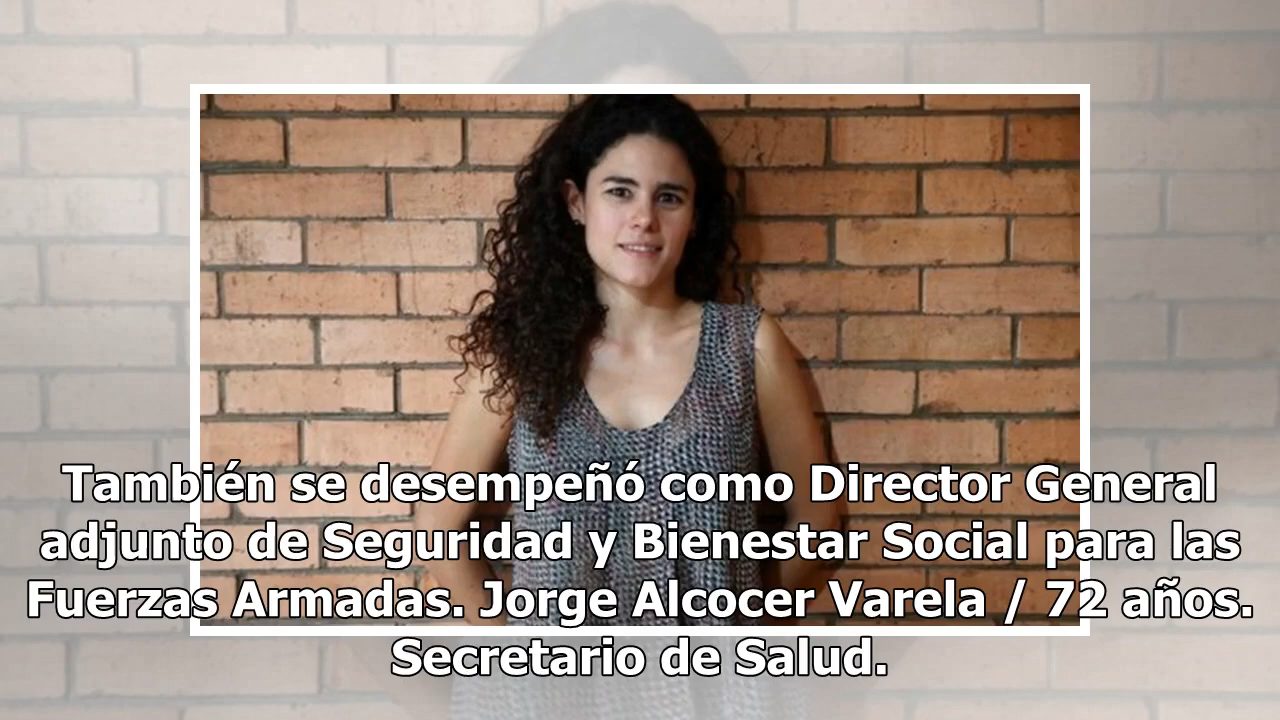 También se desempeñó como Director General
adjunto de Seguridad y Bienestar Social para las
Fuerzas Armadas. Jorge Alcocer Varela / 72 años.
Secretario de Salud.